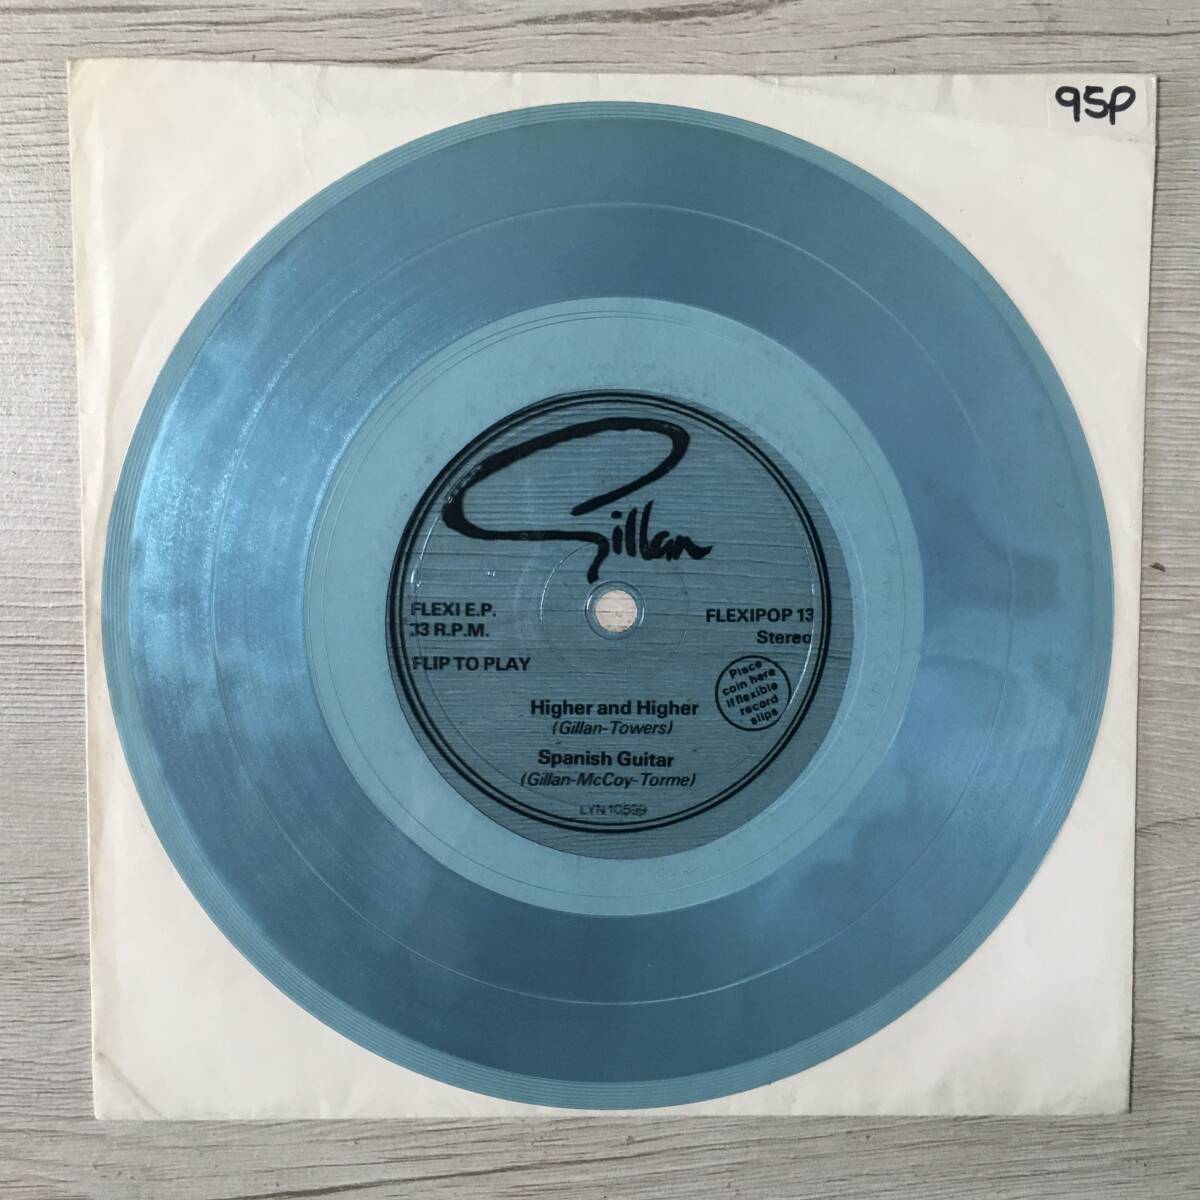 95p
Gillan
FLEXI E.P.
33 R.P.M.
FLIP TO PLAY
FLEXIPOP 13
Stereo
Place
coin here
if flexible
record
slips
Higher and Higher
(Gillan-Towers)
Spanish Guitar
(Gillan-McCoy-Torme)